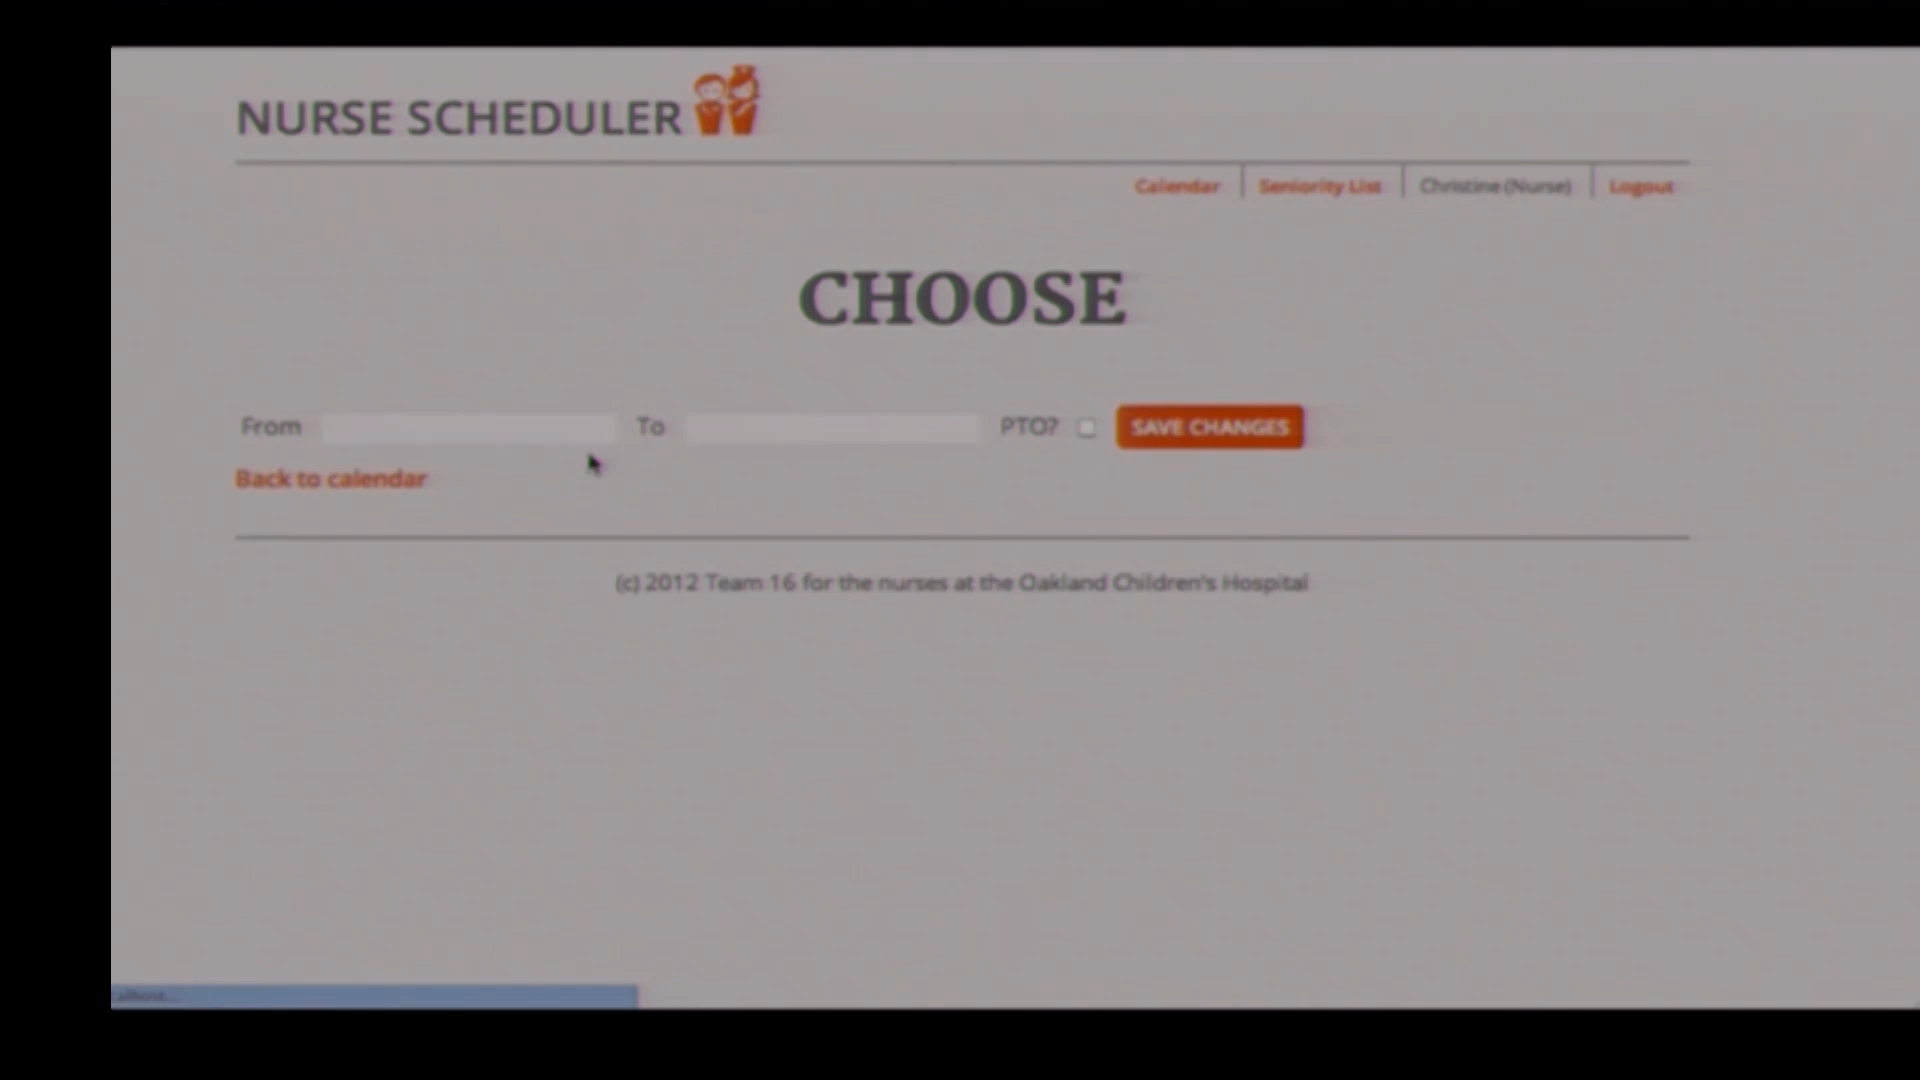 NURSE SCHEDULER
Calendar Seniority List Christine (Nurse) Logout
CHOOSE
From To PTO? SAVE CHANGES
Back to calendar
(c) 2012 Team 16 for the nurses at the Oakland Children's Hospital